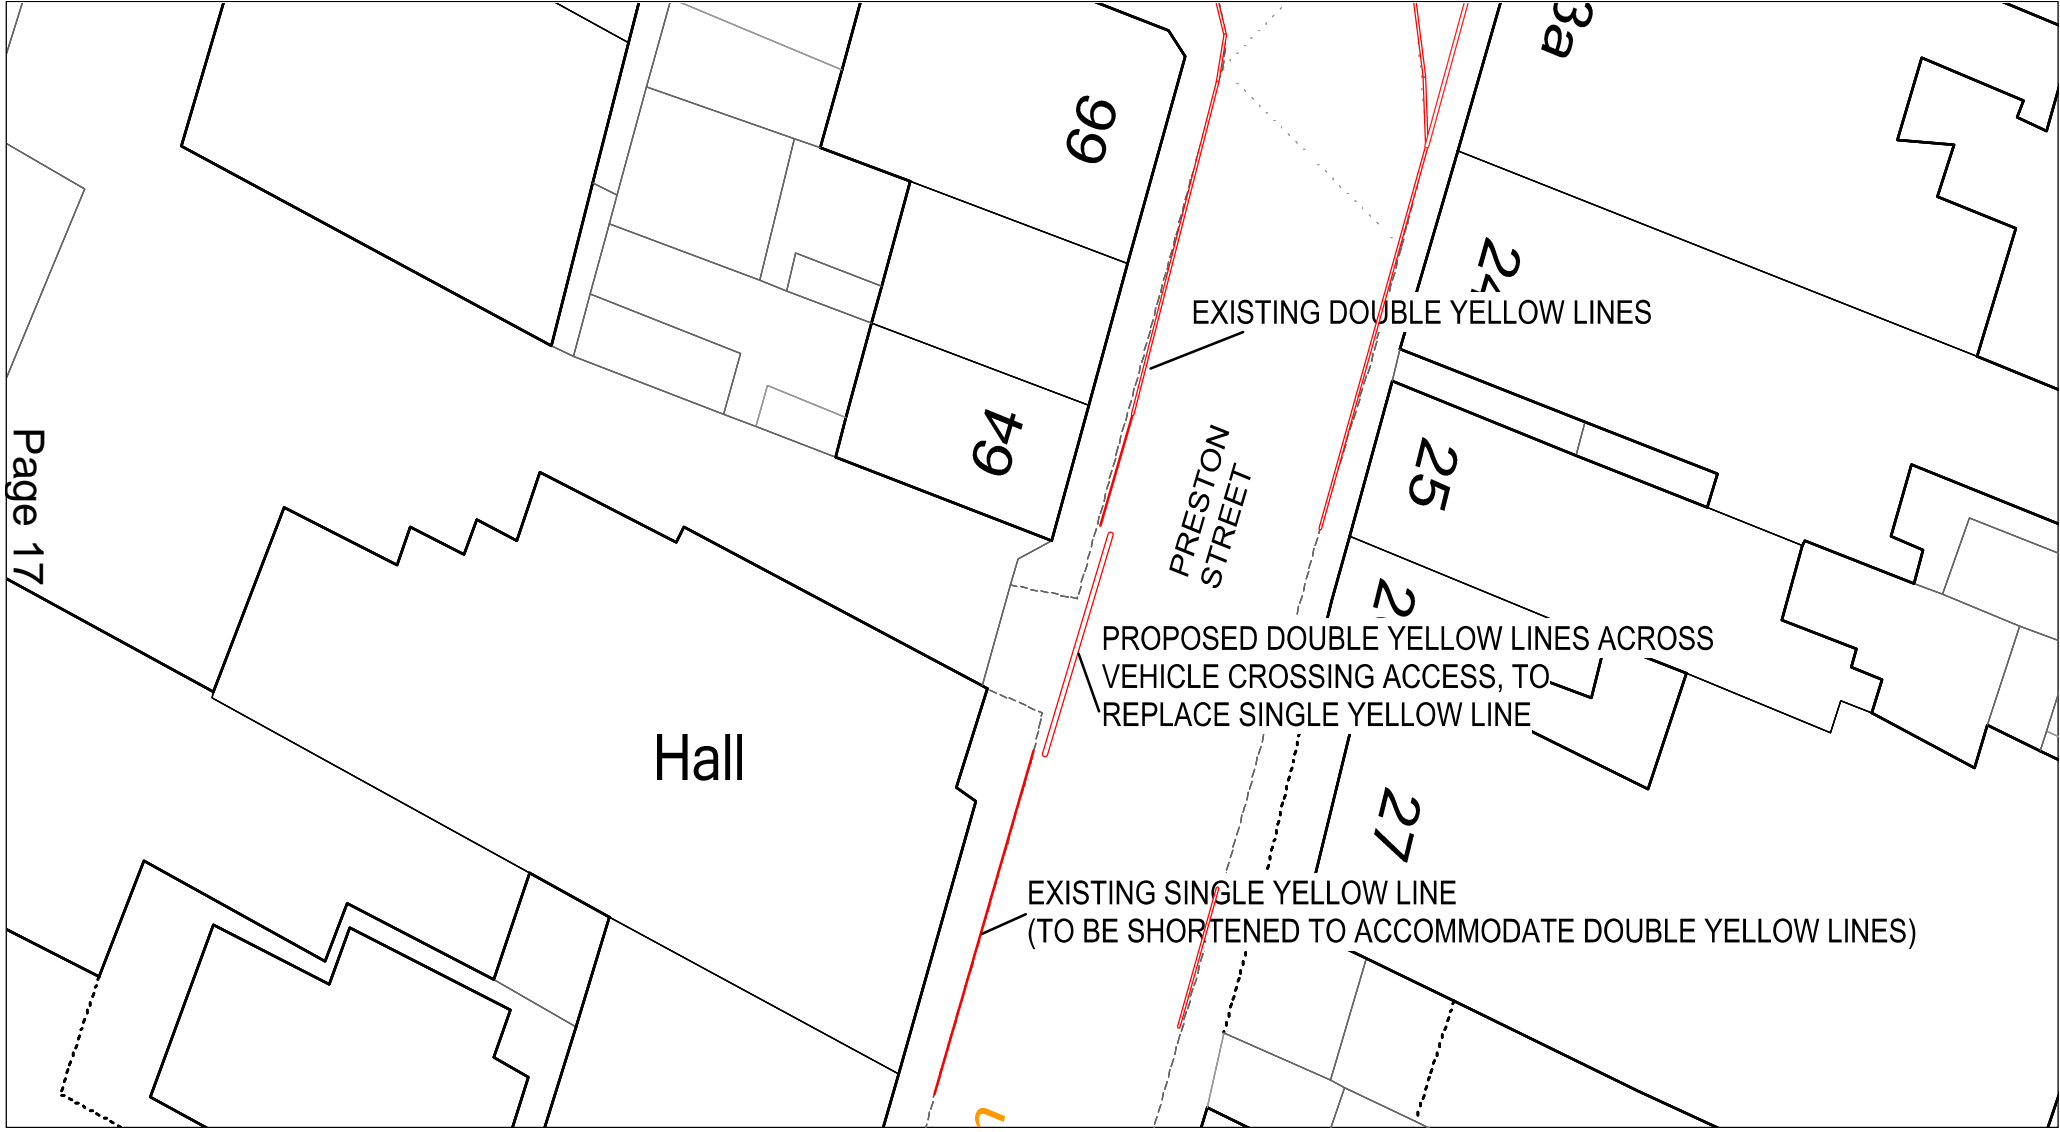 3a
66
24
EXISTING DOUBLE YELLOW LINES
64
25
PRESTON
STREET
Page 17
PROPOSED DOUBLE YELLOW LINES ACROSS
VEHICLE CROSSING ACCESS, TO
REPLACE SINGLE YELLOW LINE
Hall
27
EXISTING SINGLE YELLOW LINE
(TO BE SHORTENED TO ACCOMMODATE DOUBLE YELLOW LINES)